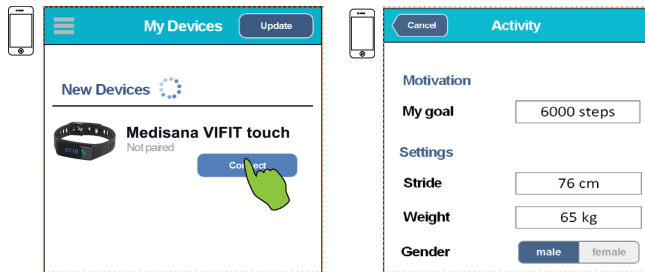 My Devices
Update
New Devices
Medisana VIFIT touch
Not paired
Connect
Cancel
Activity
Motivation
My goal
6000 steps
Settings
Stride
76 cm
Weight
65 kg
Gender
male
female